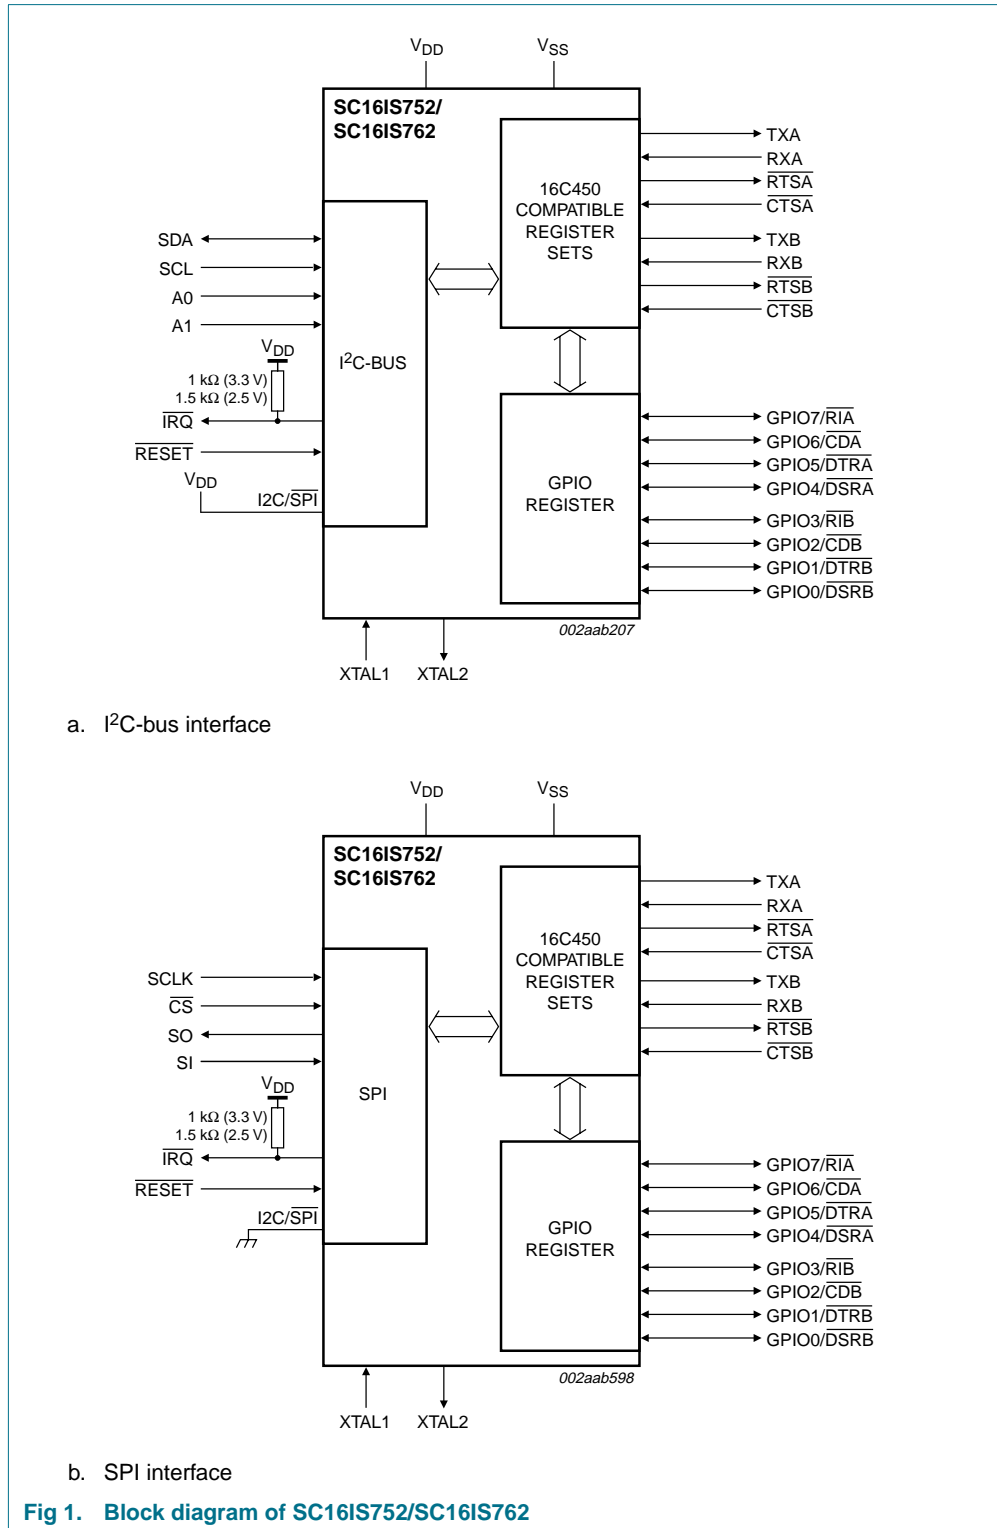 VDD
VSS
SC16IS752/
SC16IS762
16C450
COMPATIBLE
REGISTER
SETS
TXA
RXA
RTSA
CTSA
TXB
RXB
RTSB
CTSB
SDA
SCL
A0
A1
VDD
1 kΩ (3.3 V)
1.5 kΩ (2.5 V)
IRQ
RESET
VDD
I2C/SPI
I2C-BUS
GPIO
REGISTER
GPIO7/RIA
GPIO6/CDA
GPIO5/DTRA
GPIO4/DSRA
GPIO3/RIB
GPIO2/CDB
GPIO1/DTRB
GPIO0/DSRB
002aab207
XTAL1
XTAL2
a. I2C-bus interface
VDD
VSS
SC16IS752/
SC16IS762
16C450
COMPATIBLE
REGISTER
SETS
TXA
RXA
RTSA
CTSA
TXB
RXB
RTSB
CTSB
SCLK
CS
SO
SI
VDD
1 kΩ (3.3 V)
1.5 kΩ (2.5 V)
IRQ
RESET
I2C/SPI
SPI
GPIO
REGISTER
GPIO7/RIA
GPIO6/CDA
GPIO5/DTRA
GPIO4/DSRA
GPIO3/RIB
GPIO2/CDB
GPIO1/DTRB
GPIO0/DSRB
002aab598
XTAL1
XTAL2
b. SPI interface
Fig 1. Block diagram of SC16IS752/SC16IS762